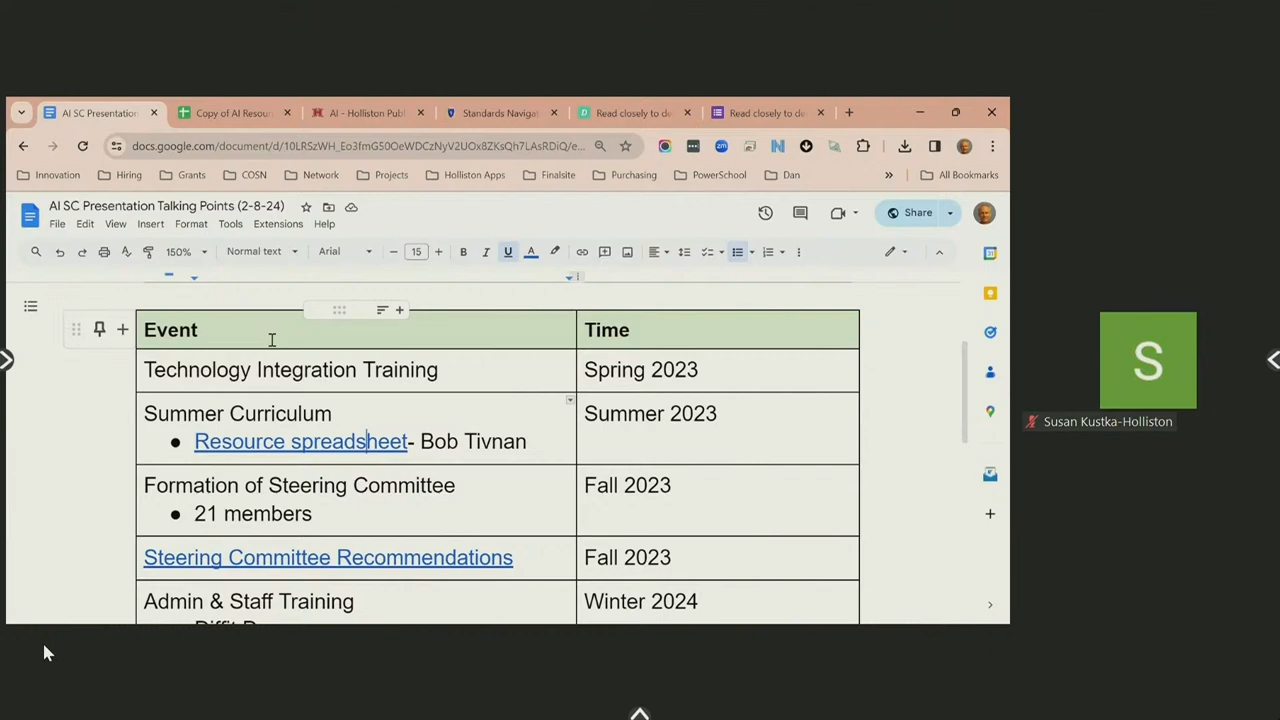 AI SC Presentation
Copy of AI Resour
AI - Holliston Publ
Standards Navigat
Read closely to de
Read closely to de
docs.google.com/document/d/10LRSzWH_Eo3fmG50OeWDCzNyV2UOx8ZKsQh7LAsRDiQ/e...
Innovation Hiring Grants COSN Network Projects Holliston Apps Finalsite Purchasing PowerSchool Dan » All Bookmarks
AI SC Presentation Talking Points (2-8-24)
File Edit View Insert Format Tools Extensions Help
Share
150% Normal text Arial 15 B I U A
Event Time
Technology Integration Training Spring 2023
Summer Curriculum Summer 2023
● Resource spreadsheet- Bob Tivnan
Formation of Steering Committee Fall 2023
● 21 members
Steering Committee Recommendations Fall 2023
Admin & Staff Training Winter 2024
S
Susan Kustka-Holliston